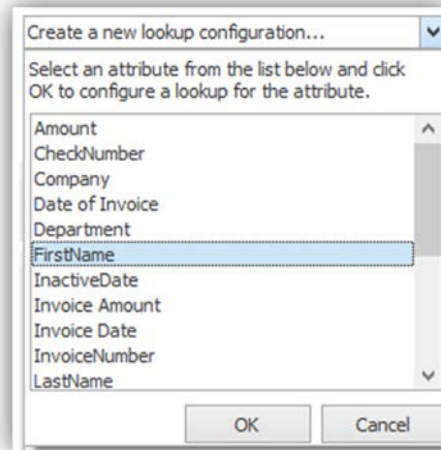 Create a new lookup configuration...
Select an attribute from the list below and click
OK to configure a lookup for the attribute.
Amount
CheckNumber
Company
Date of Invoice
Department
FirstName
InactiveDate
Invoice Amount
Invoice Date
InvoiceNumber
LastName
OK Cancel